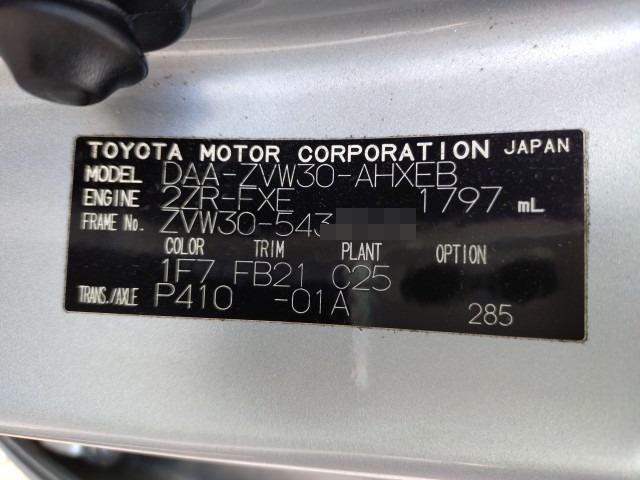 TOYOTA MOTOR CORPORATION JAPAN
MODEL DAA-ZVW30-AHXEB
ENGINE 2ZR-FXE 1797 mL
FRAME No. ZVW30-543
COLOR TRIM PLANT OPTION
1F7 FB21 C25
TRANS./AXLE P410 -01A 285